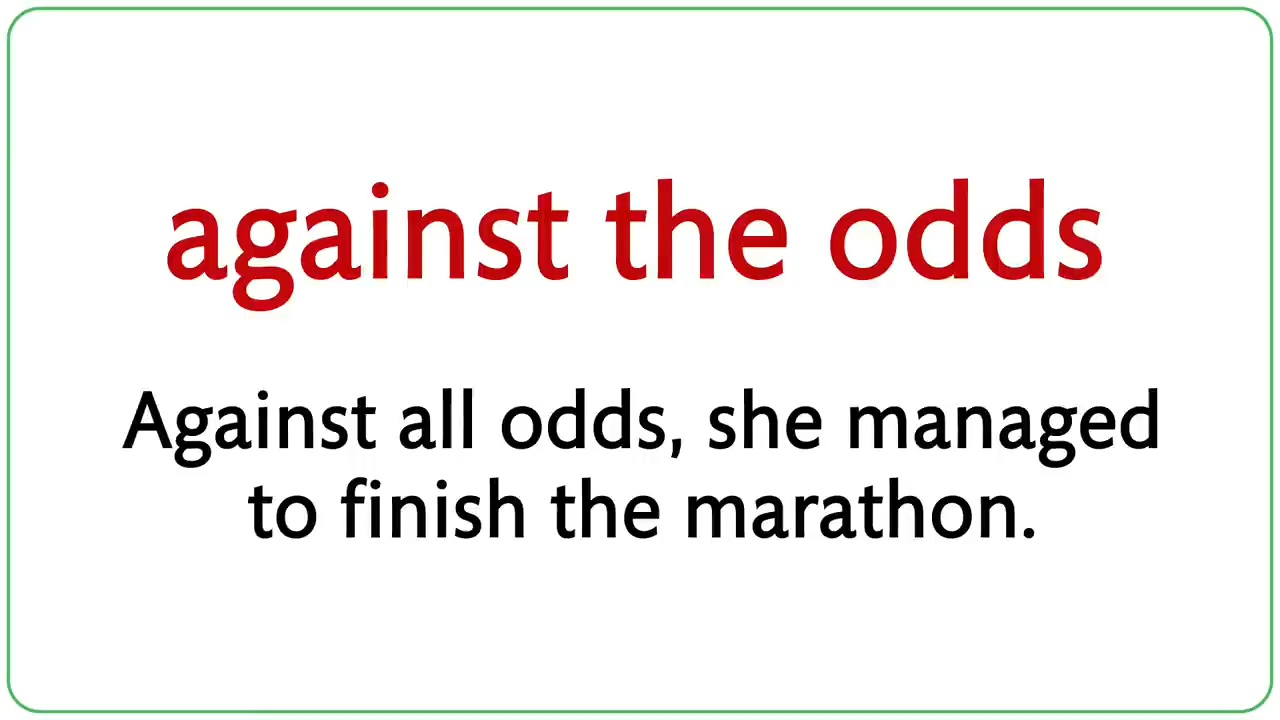 against the odds
Against all odds, she managed
to finish the marathon.